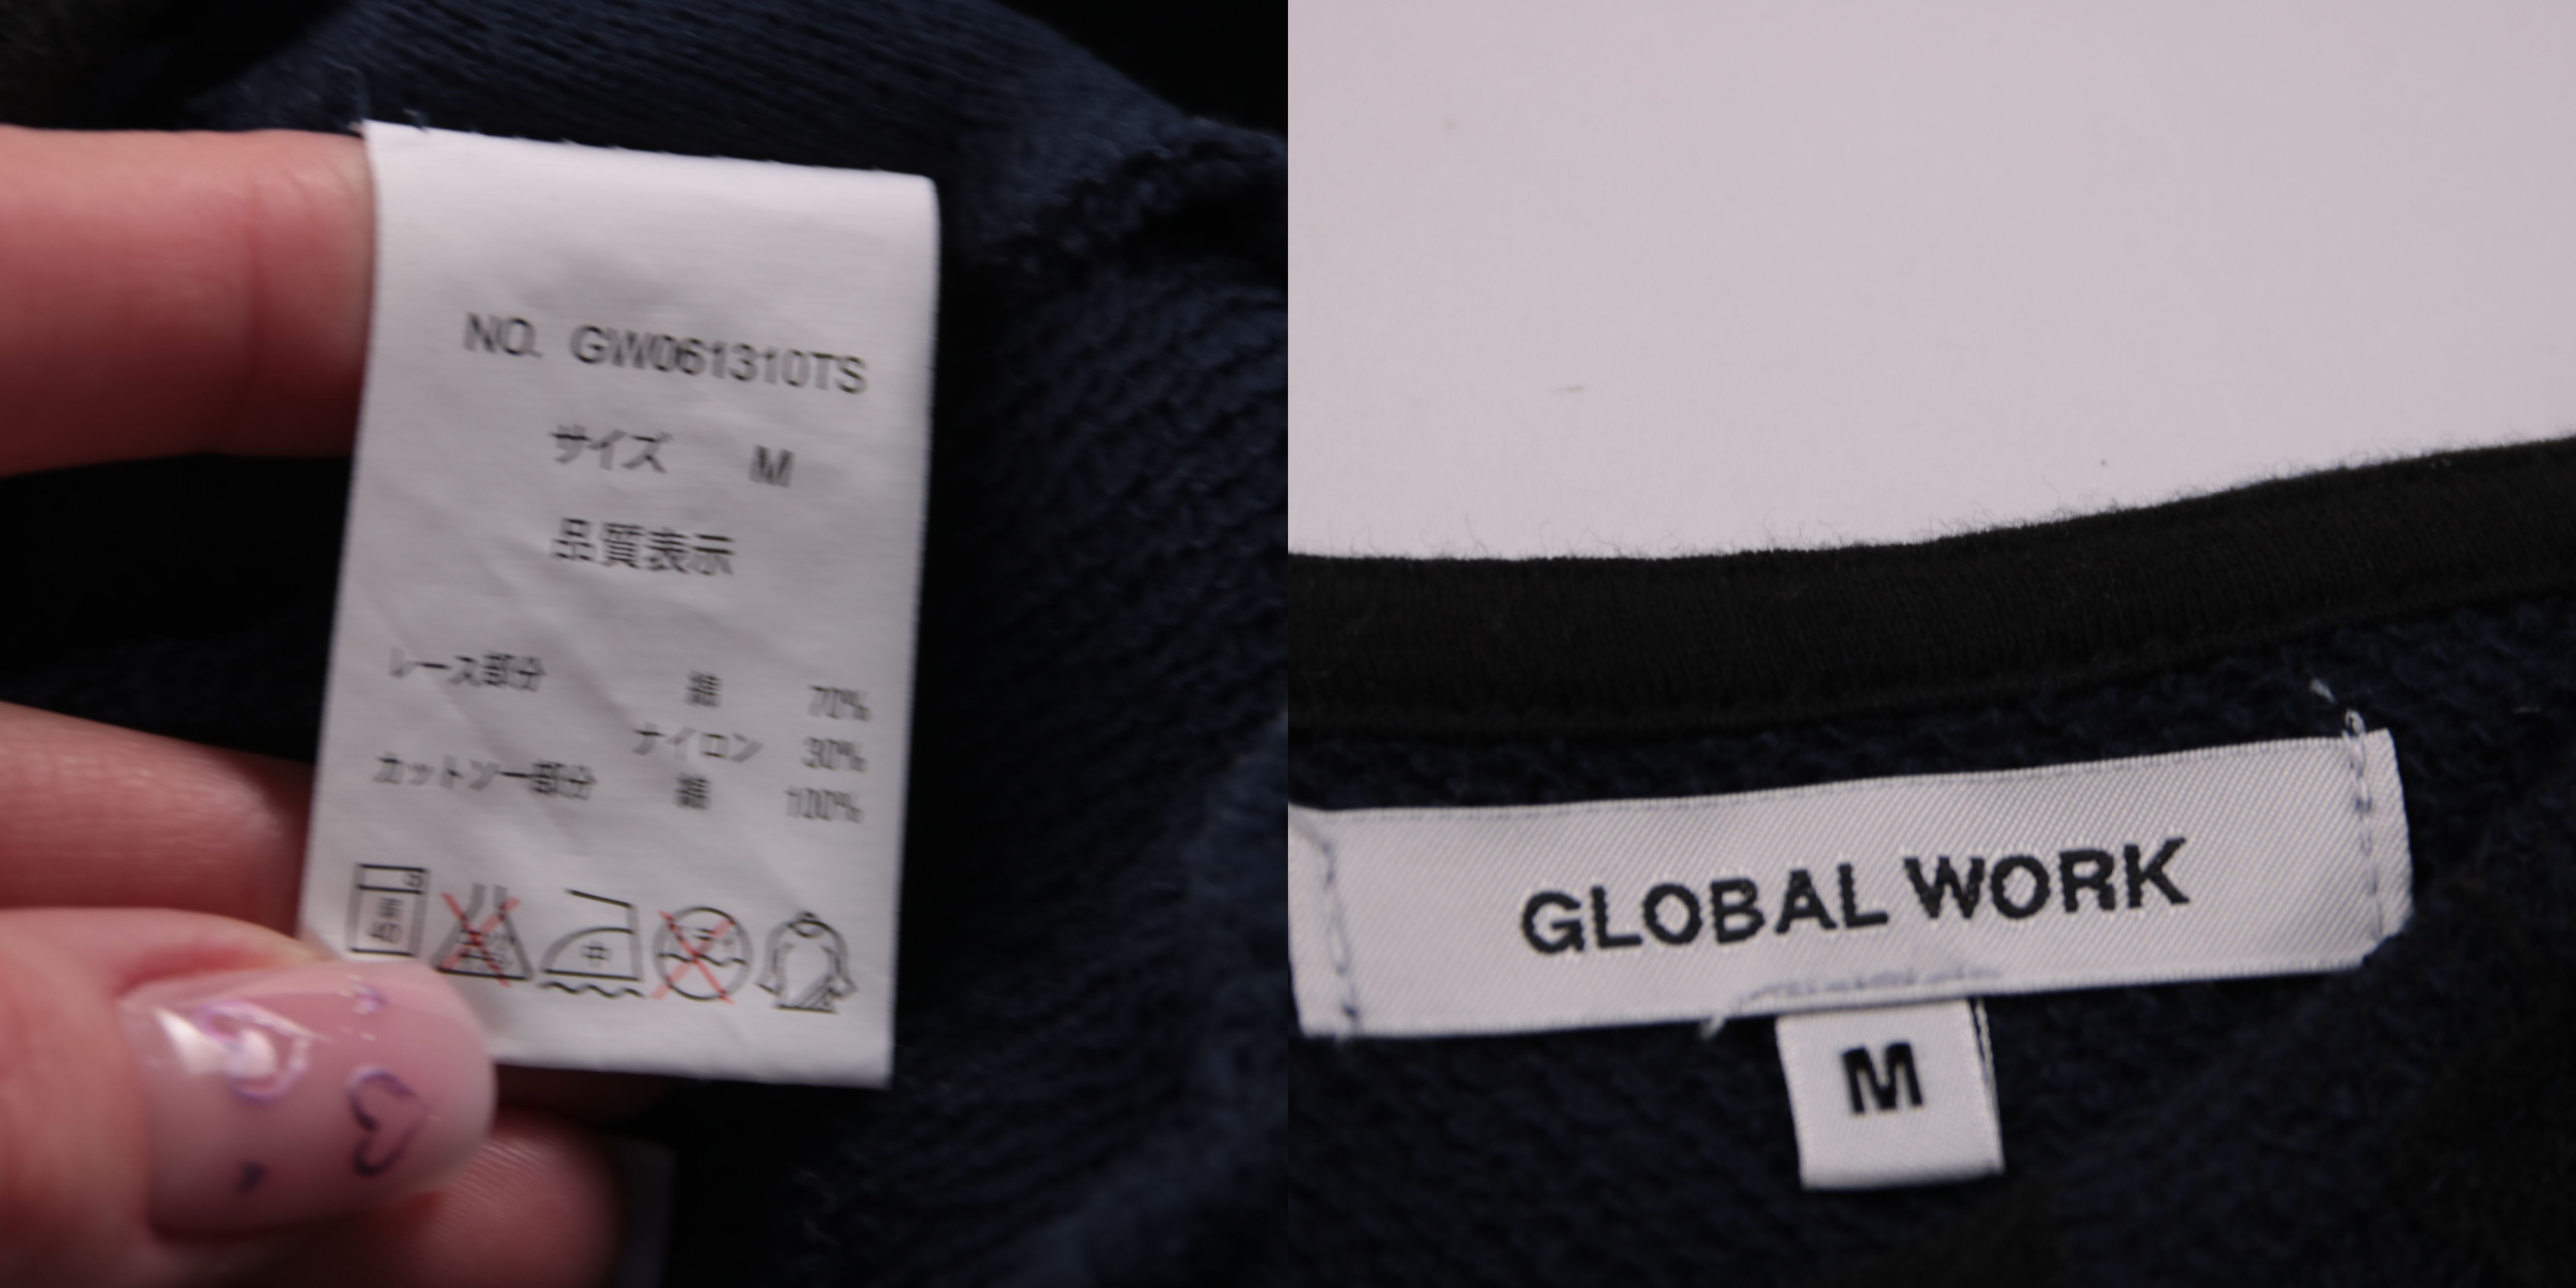 NO. GW061310TS
サイズ M
品質表示
レース部分 綿 70%
ナイロン 30%
カットソー部分 綿 100%
中
GLOBAL WORK
M